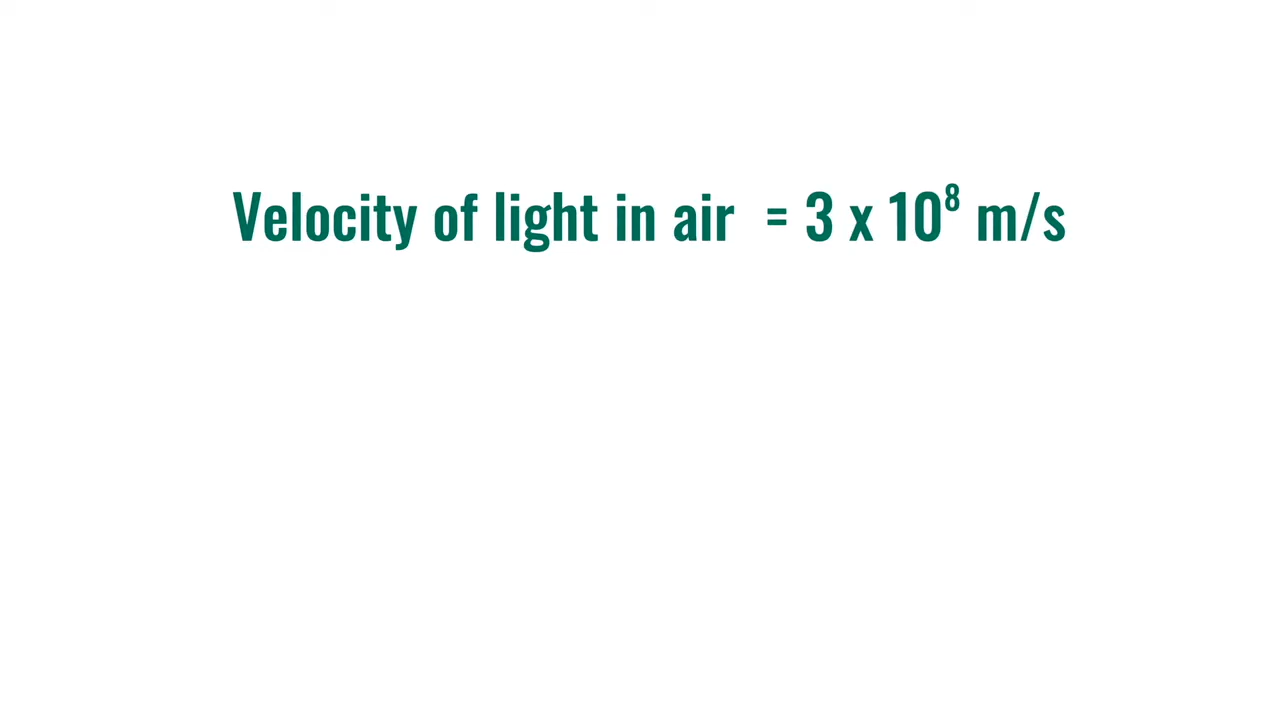 Velocity of light in air = 3 x 10⁸ m/s